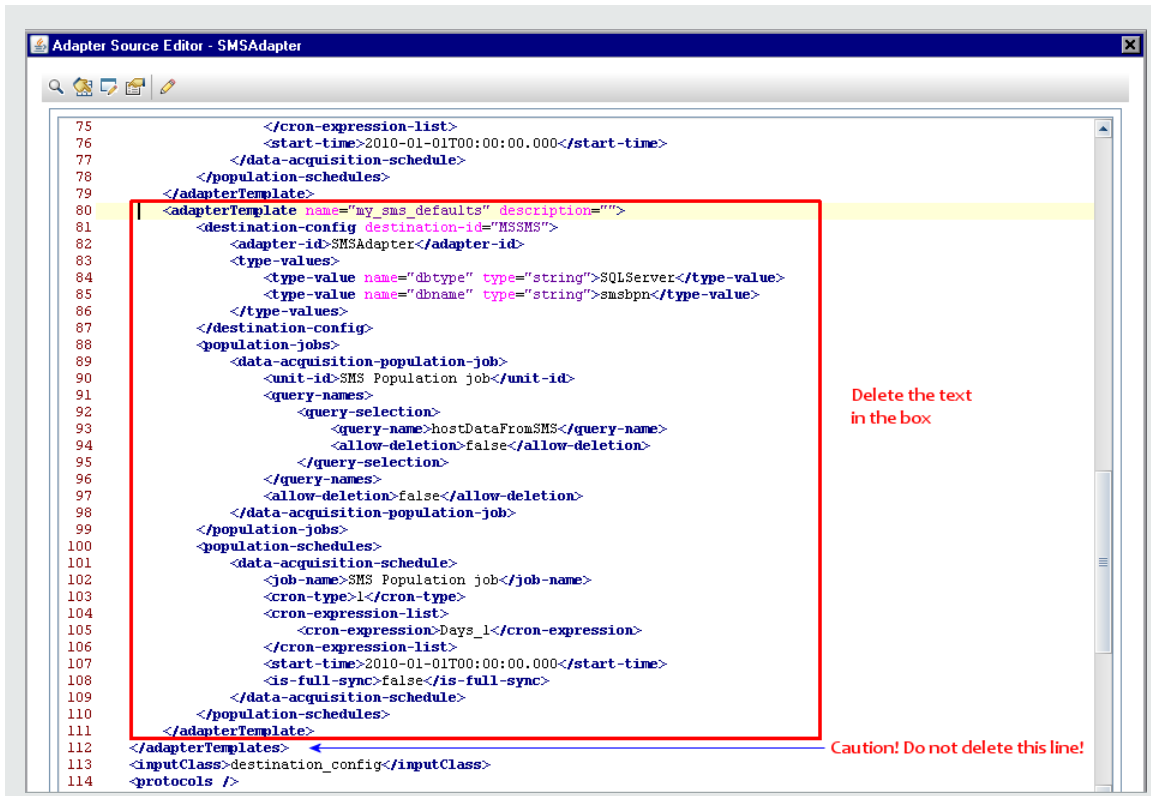 Adapter Source Editor - SMSAdapter
75 </cron-expression-list>
76 <start-time>2010-01-01T00:00:00.000</start-time>
77 </data-acquisition-schedule>
78 </population-schedules>
79 </adapterTemplate>
80 <adapterTemplate name="my_sms_defaults" description="">
81 <destination-config destination-id="MSSMS">
82 <adapter-id>SMSAdapter</adapter-id>
83 <type-values>
84 <type-value name="dbtype" type="string">SQLServer</type-value>
85 <type-value name="dbname" type="string">smsbpn</type-value>
86 </type-values>
87 </destination-config>
88 <population-jobs>
89 <data-acquisition-population-job>
90 <unit-id>SMS Population job</unit-id>
91 <query-names>
92 <query-selection>
93 <query-name>hostDataFromSMS</query-name>
94 <allow-deletion>false</allow-deletion>
95 </query-selection>
96 </query-names>
97 <allow-deletion>false</allow-deletion>
98 </data-acquisition-population-job>
99 </population-jobs>
100 <population-schedules>
101 <data-acquisition-schedule>
102 <job-name>SMS Population job</job-name>
103 <cron-type>1</cron-type>
104 <cron-expression-list>
105 <cron-expression>Days_1</cron-expression>
106 </cron-expression-list>
107 <start-time>2010-01-01T00:00:00.000</start-time>
108 <is-full-sync>false</is-full-sync>
109 </data-acquisition-schedule>
110 </population-schedules>
111 </adapterTemplate>
112 </adapterTemplates>
113 <inputClass>destination_config</inputClass>
114 <protocols />
Delete the text
in the box
Caution! Do not delete this line!